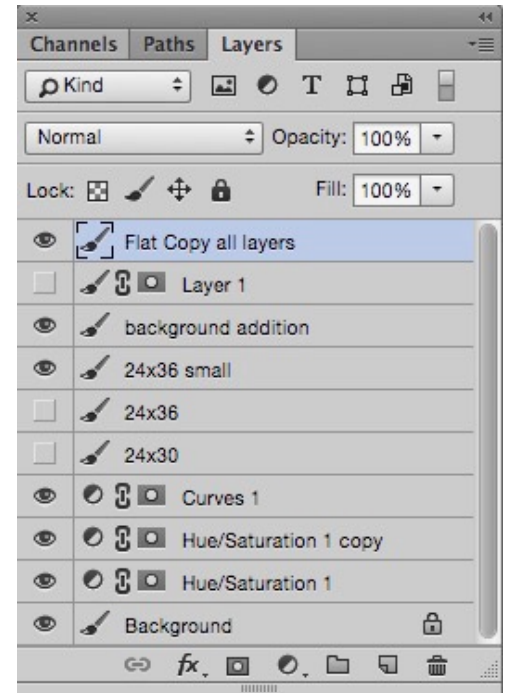 Channels Paths Layers
Kind T
Normal Opacity: 100%
Lock: Fill: 100%
Flat Copy all layers
Layer 1
background addition
24x36 small
24x36
24x30
Curves 1
Hue/Saturation 1 copy
Hue/Saturation 1
Background
fx